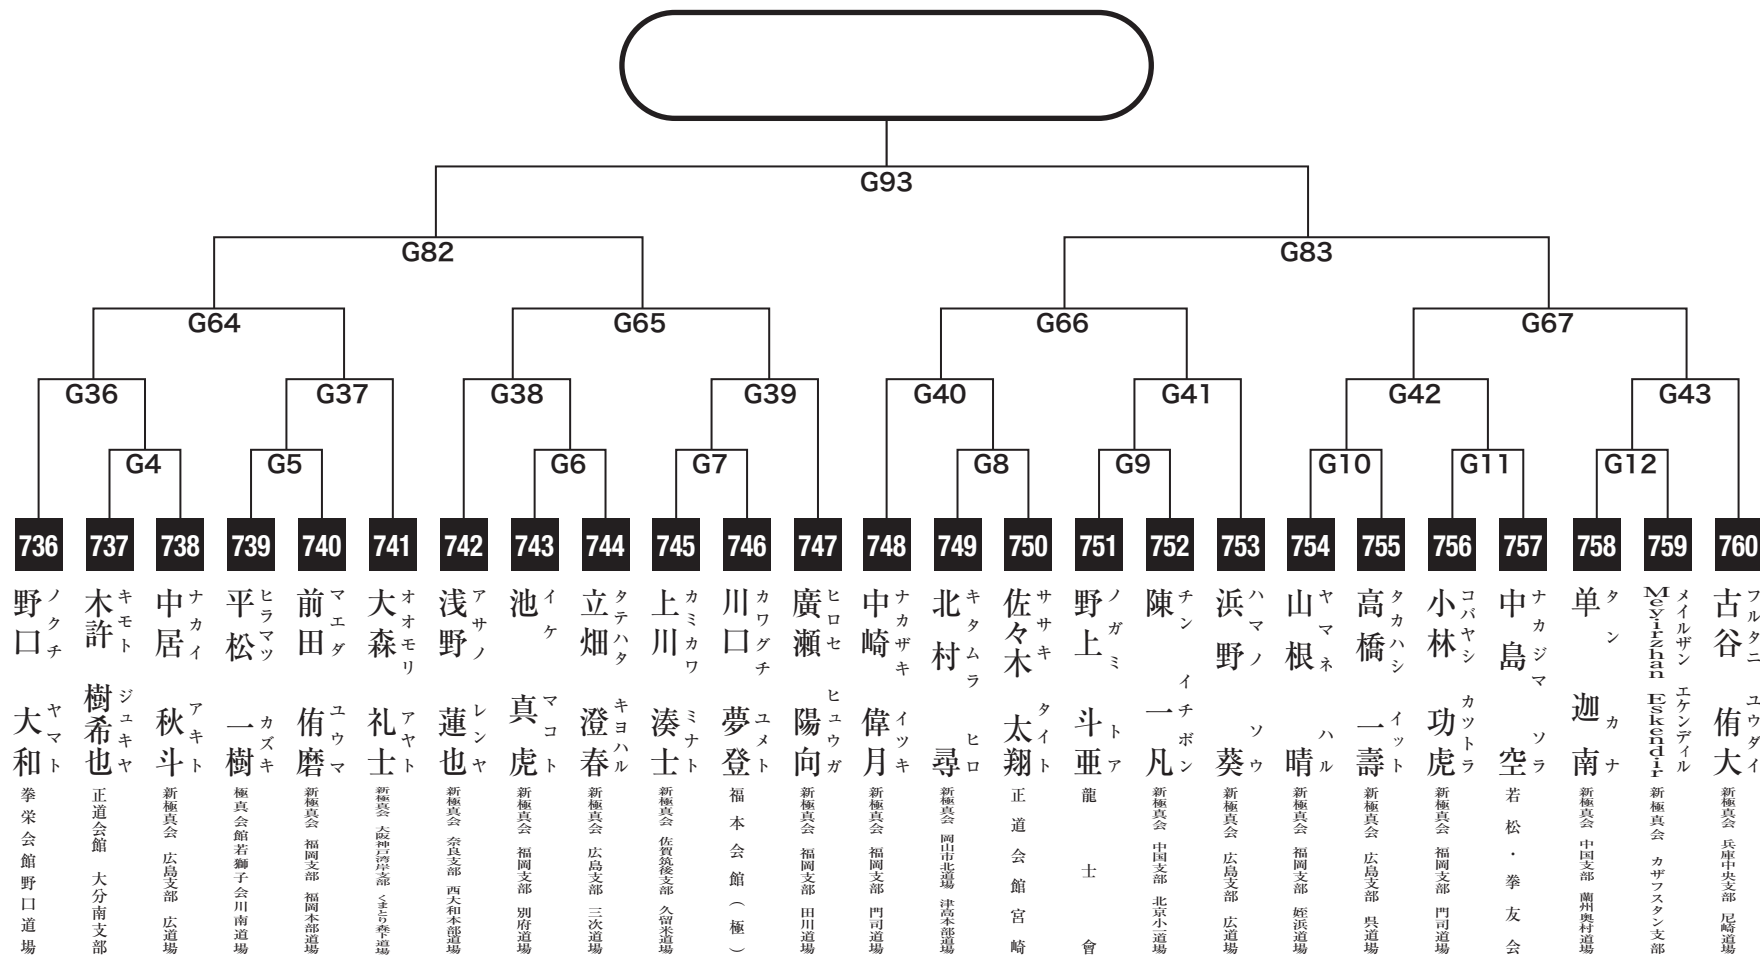 G93
G82
G83
G64
G65
G66
G67
G36
G37
G38
G39
G40
G41
G42
G43
G4
G5
G6
G7
G8
G9
G10
G11
G12
736
野口 大和
ノクチ ヤマト
拳栄会館野口道場
737
木許 樹希也
キモト ジュキヤ
正道会館 大分南支部
738
中居 秋斗
ナカイ アキト
新極真会 広島支部 広道場
739
平松 一樹
ヒラマツ カズキ
極真会館若獅子会川南道場
740
前田 侑磨
マエダ ユウマ
新極真会 福岡支部 福岡本部道場
741
大森 礼士
オオモリ アヤト
新極真会 大阪神戸湾岸支部 くまとり森下道場
742
浅野 蓮也
アサノ レンヤ
新極真会 奈良支部 西大和本部道場
743
池 真虎
イケ マコト
新極真会 福岡支部 別府道場
744
立畑 澄春
タテハタ キヨハル
新極真会 広島支部 三次道場
745
上川 湊士
カミカワ ミナト
新極真会 佐賀筑後支部 久留米道場
746
川口 夢登
カワグチ ユメト
福本会館(極)
747
廣瀬 陽向
ヒロセ ヒュウガ
新極真会 福岡支部 田川道場
748
中崎 偉月
ナカザキ イツキ
新極真会 福岡支部 門司道場
749
北村 尋
キタムラ ヒロ
新極真会 岡山市北道場 津高本部道場
750
佐々木 太翔
ササキ タイト
正道会館宮崎
751
野上 斗亜
ノガミ トア
龍士會
752
陳 一凡
チン イチボン
新極真会 中国支部 北京小一道場
753
浜野 葵
ハマノ ソウ
新極真会 広島支部 広道場
754
山根 晴
ヤマネ ハル
新極真会 福岡支部 姪浜道場
755
高橋 一壽
タカハシ イット
新極真会 広島支部 呉道場
756
小林 功虎
コバヤシ カツトラ
新極真会 福岡支部 門司道場
757
中島 空
ナカジマ ソラ
若松・拳友会
758
単 迦南
タン カナ
新極真会 中国支部 蘭州奥村道場
759
Meyirzhan Eskendir
メイルザン エケンディル
新極真会 カザフスタン支部
760
古谷 侑大
フルタニ ユウダイ
新極真会 兵庫中央支部 尼崎道場